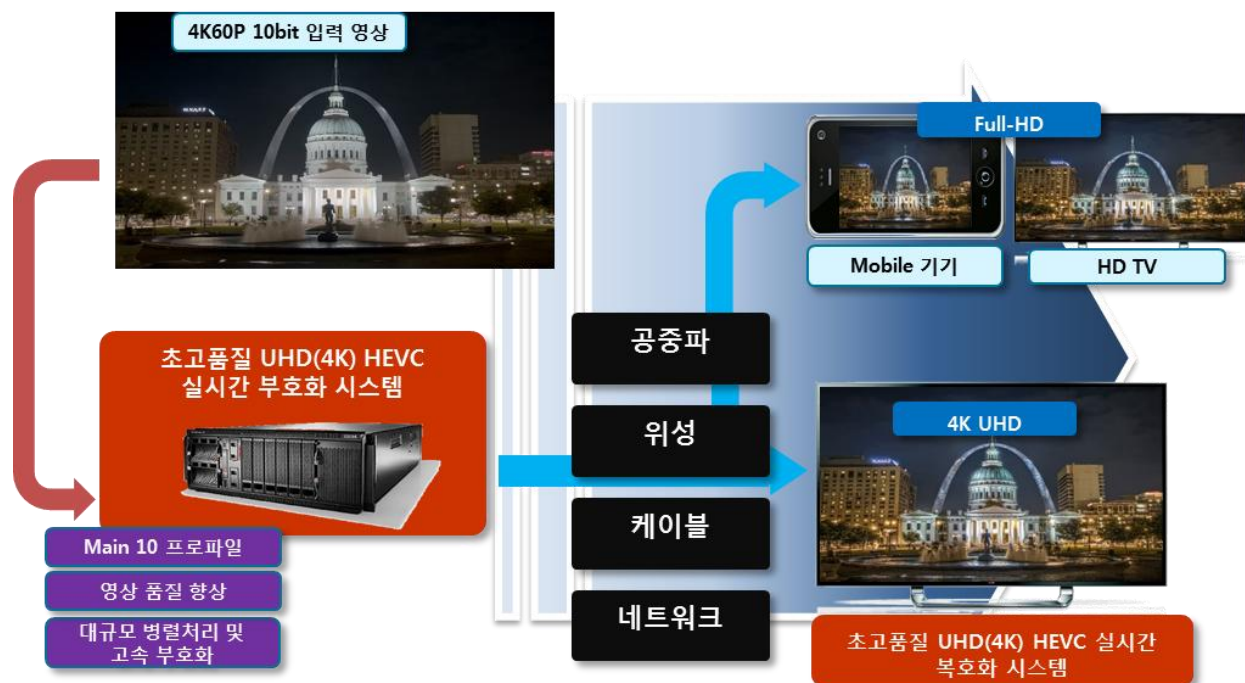 4K60P 10bit 입력 영상
Full-HD
Mobile 기기
HD TV
초고품질 UHD(4K) HEVC
실시간 부호화 시스템
Main 10 프로파일
영상 품질 향상
대규모 병렬처리 및
고속 부호화
공중파
위성
케이블
네트워크
4K UHD
초고품질 UHD(4K) HEVC 실시간
복호화 시스템